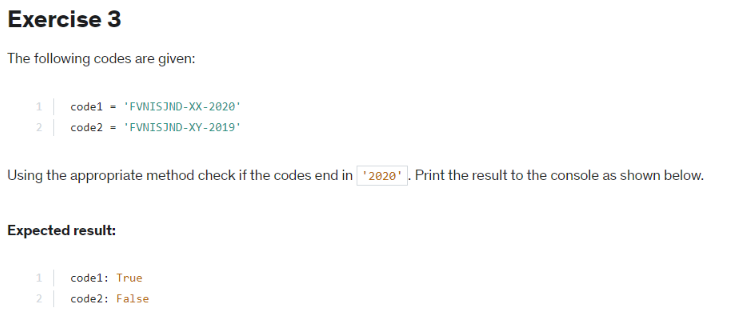 Exercise 3
The following codes are given:
1 code1 = 'FVNISJND-XX-2020'
2 code2 = 'FVNISJND-XY-2019'
Using the appropriate method check if the codes end in '2020' . Print the result to the console as shown below.
Expected result:
1 code1: True
2 code2: False